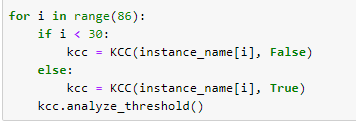 for i in range(86):
    if i < 30:
        kcc = KCC(instance_name[i], False)
    else:
        kcc = KCC(instance_name[i], True)
    kcc.analyze_threshold()